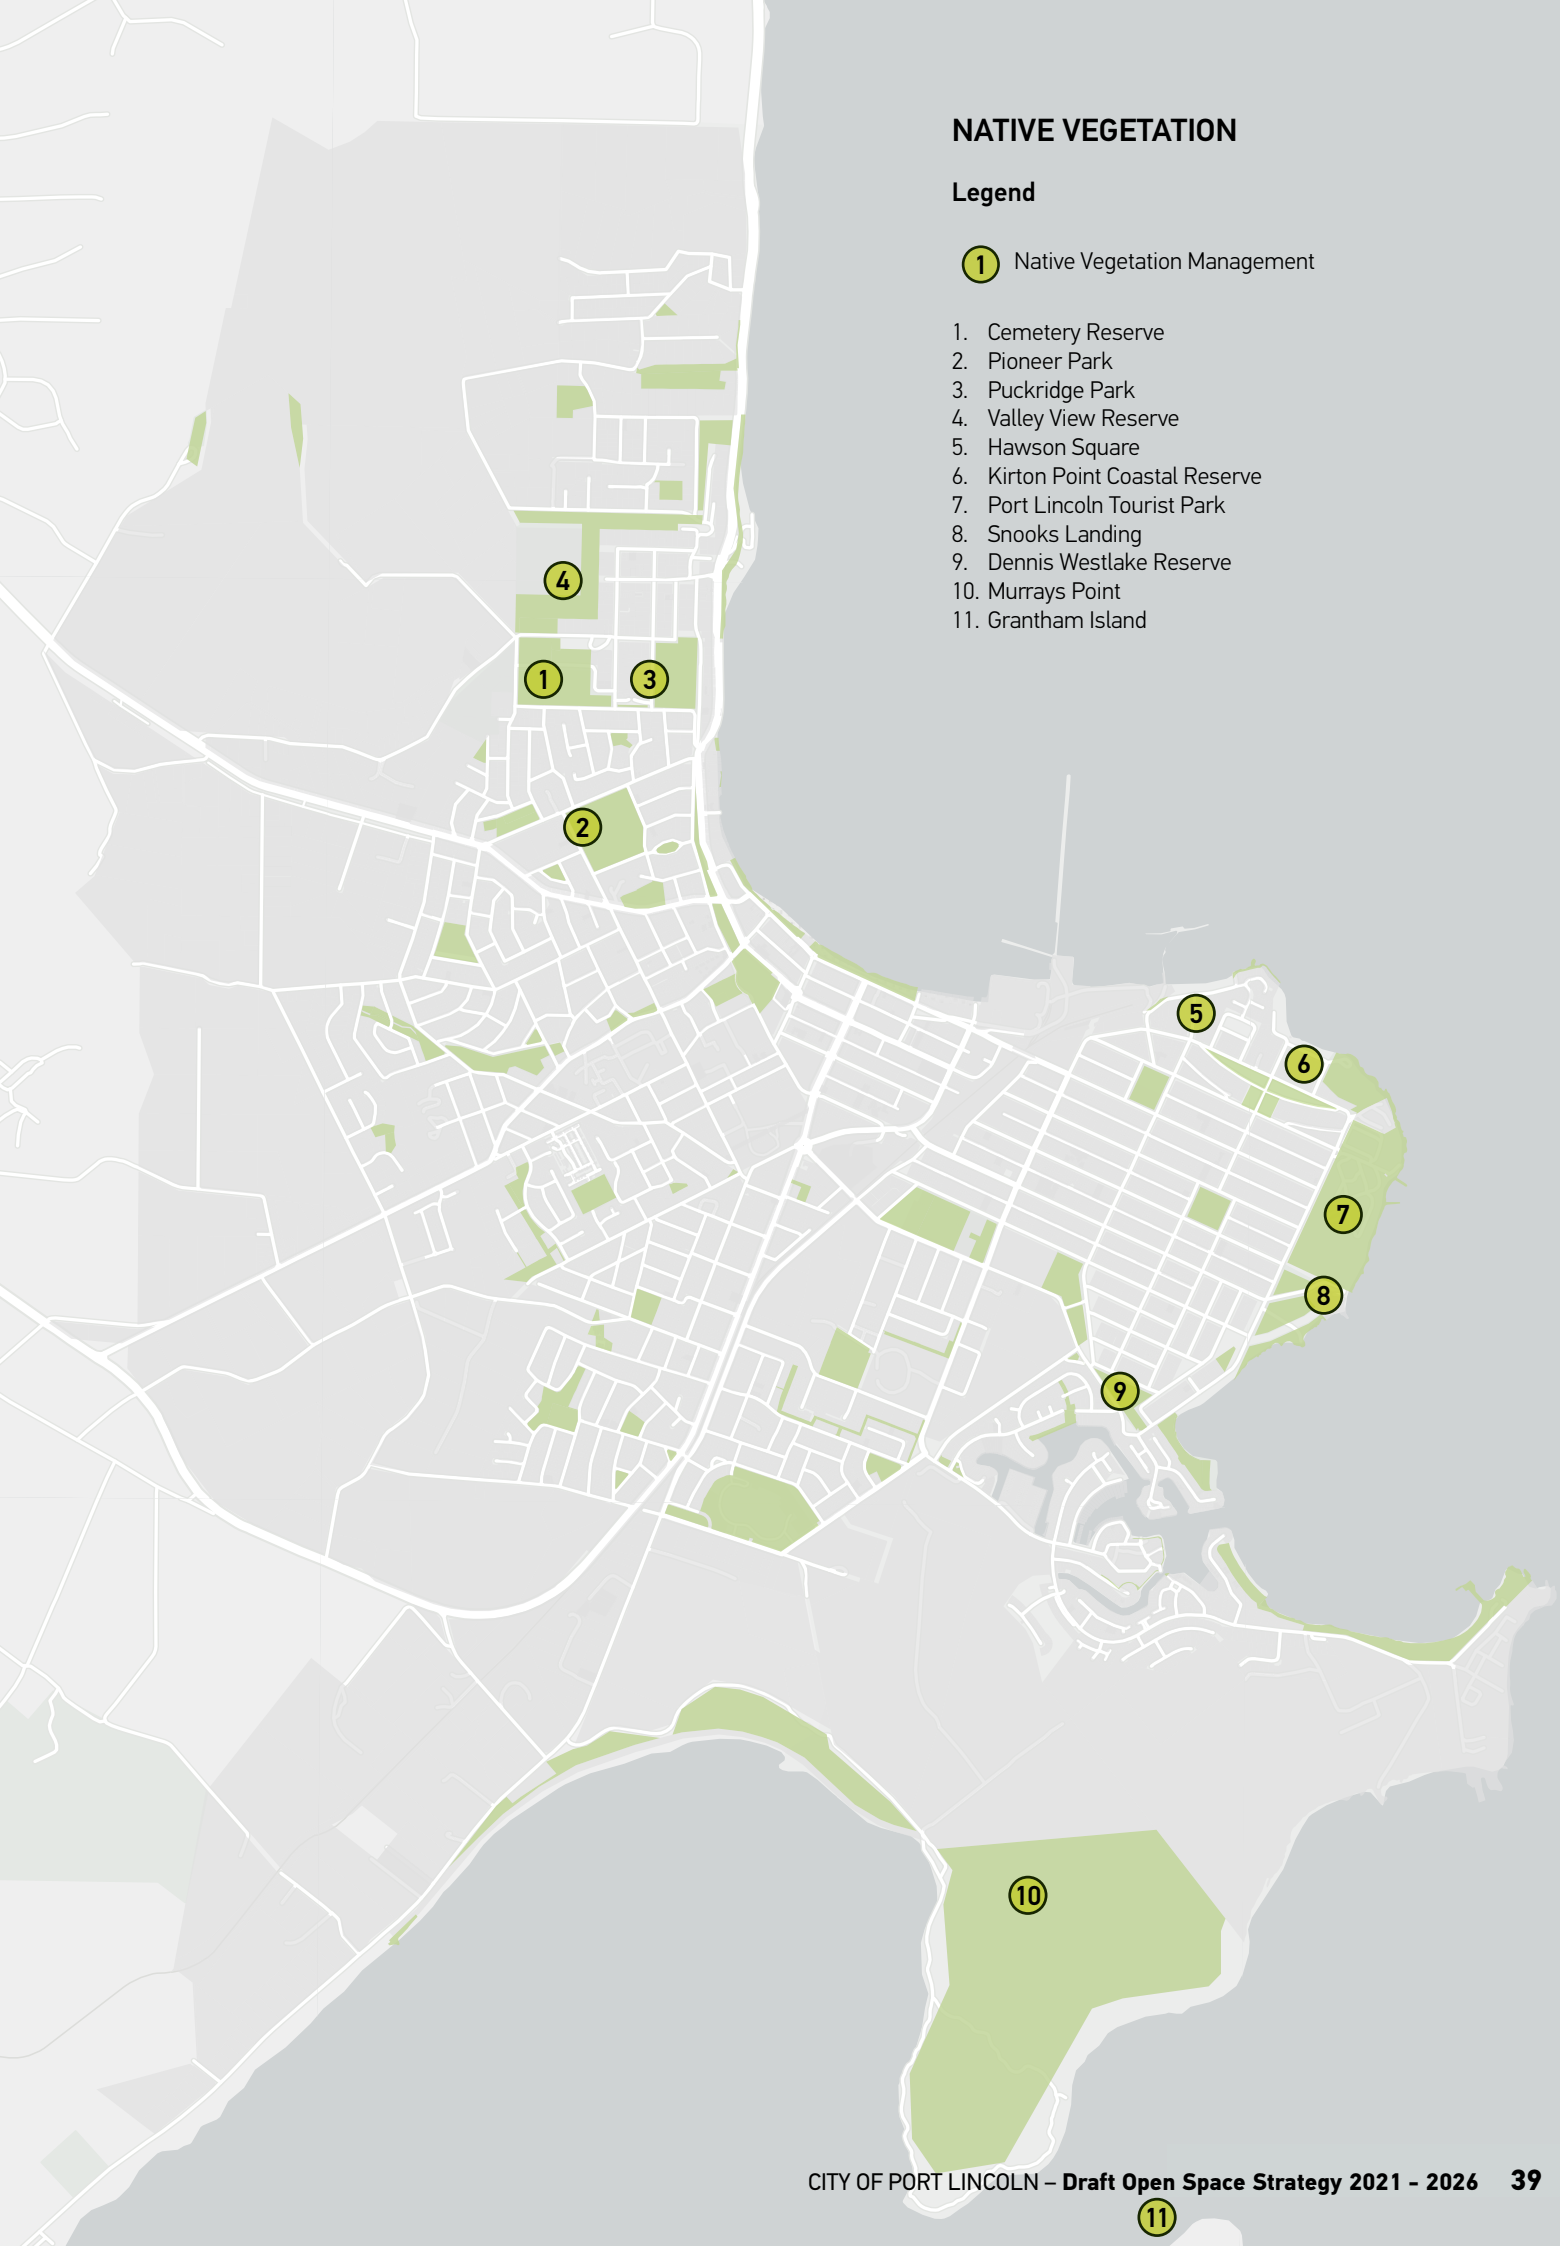 NATIVE VEGETATION
Legend
1 Native Vegetation Management
1. Cemetery Reserve
2. Pioneer Park
3. Puckridge Park
4. Valley View Reserve
5. Hawson Square
6. Kirton Point Coastal Reserve
7. Port Lincoln Tourist Park
8. Snooks Landing
9. Dennis Westlake Reserve
10. Murrays Point
11. Grantham Island
4
1
3
2
5
6
7
8
9
10
CITY OF PORT LINCOLN – Draft Open Space Strategy 2021 - 2026 39
11